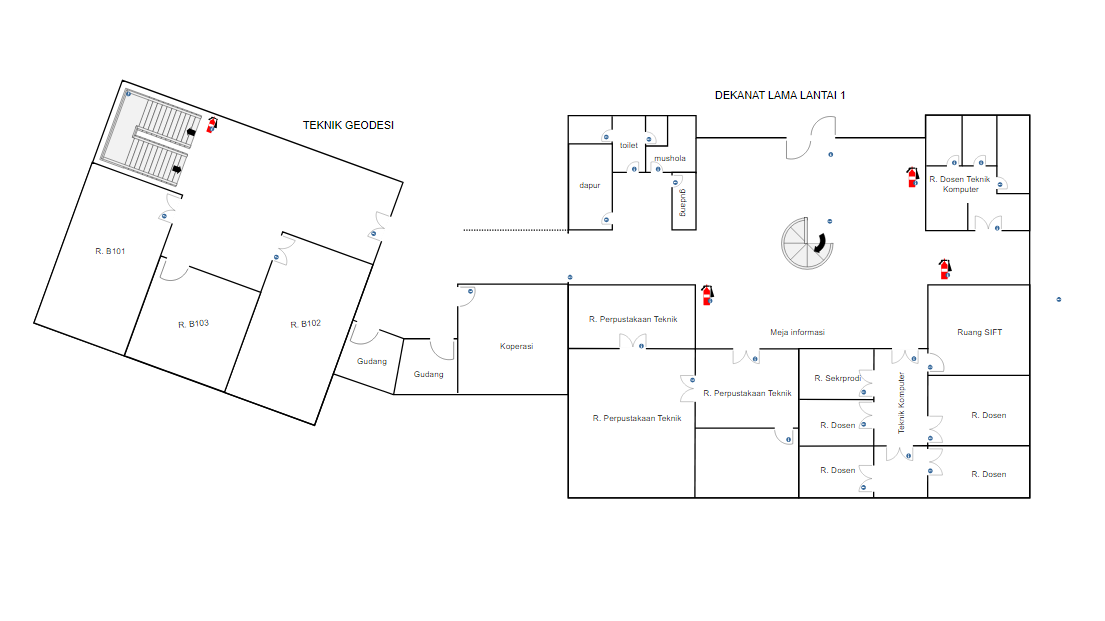 DEKANAT LAMA LANTAI 1
TEKNIK GEODESI
toilet
mushola
dapur
gudang
R. Dosen Teknik
Komputer
R. B101
R. B103
R. B102
Gudang
Gudang
Koperasi
R. Perpustakaan Teknik
Meja informasi
Ruang SIFT
R. Sekrprodi
R. Perpustakaan Teknik
Teknik Komputer
R. Perpustakaan Teknik
R. Dosen
R. Dosen
R. Dosen
R. Dosen